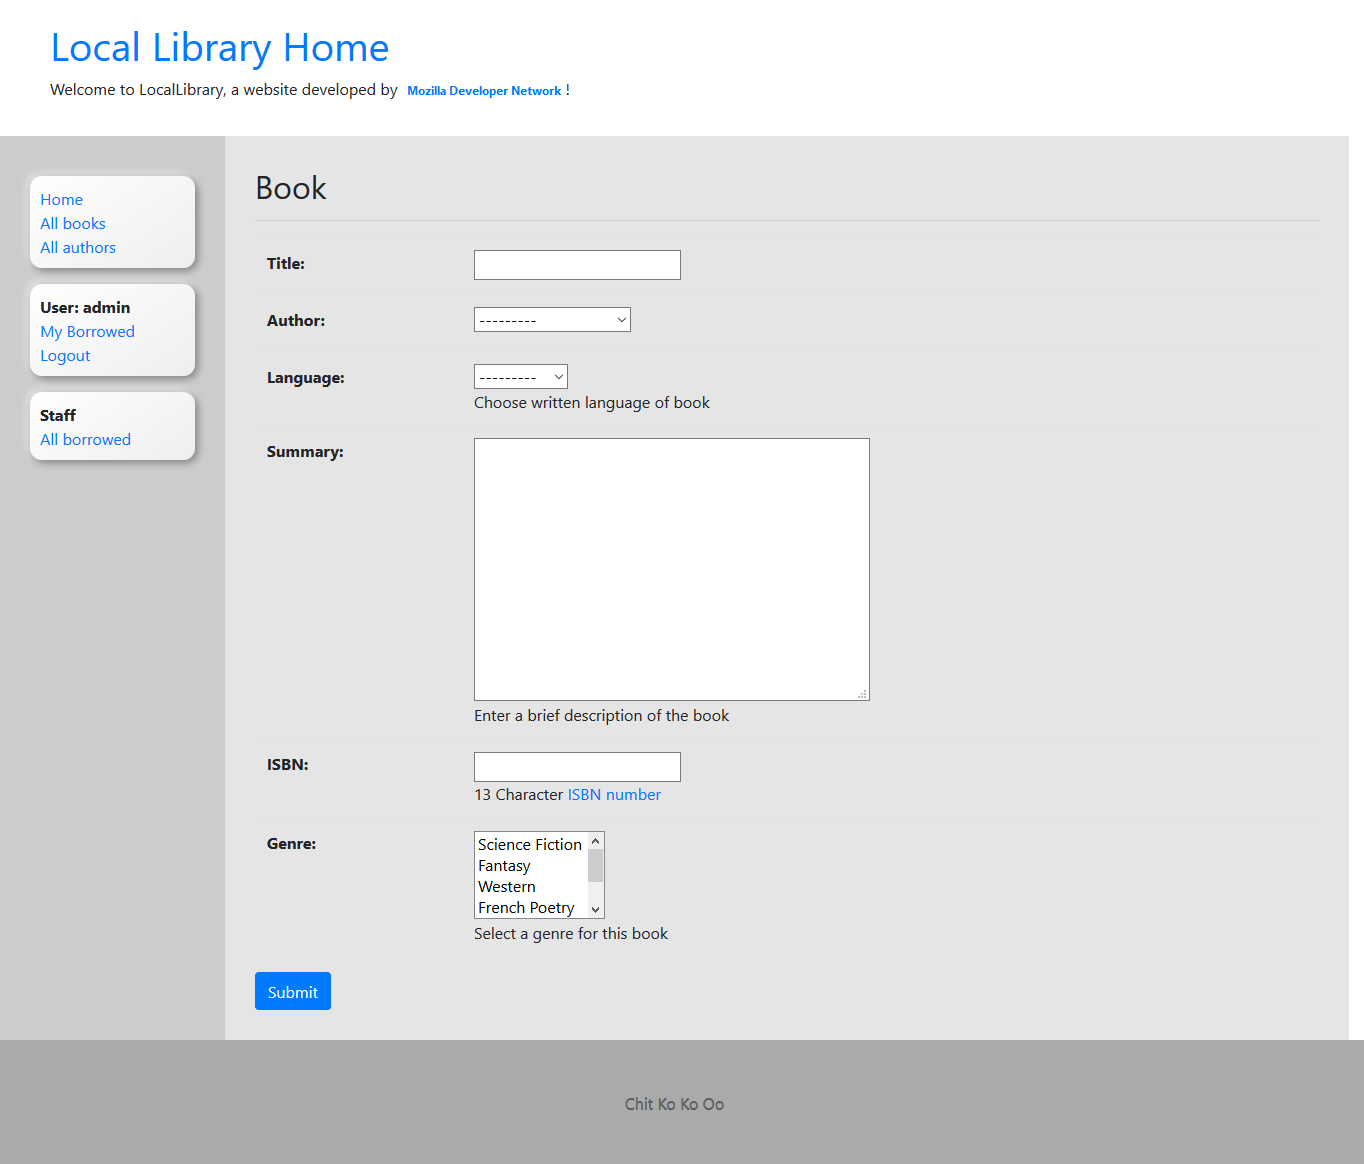 Local Library Home
Welcome to LocalLibrary, a website developed by Mozilla Developer Network !
Home
All books
All authors
User: admin
My Borrowed
Logout
Staff
All borrowed
Book
Title:
Author: ---------
Language: ---------
Choose written language of book
Summary:
Enter a brief description of the book
ISBN:
13 Character ISBN number
Genre: Science Fiction
Fantasy
Western
French Poetry
Select a genre for this book
Submit
Chit Ko Ko Oo